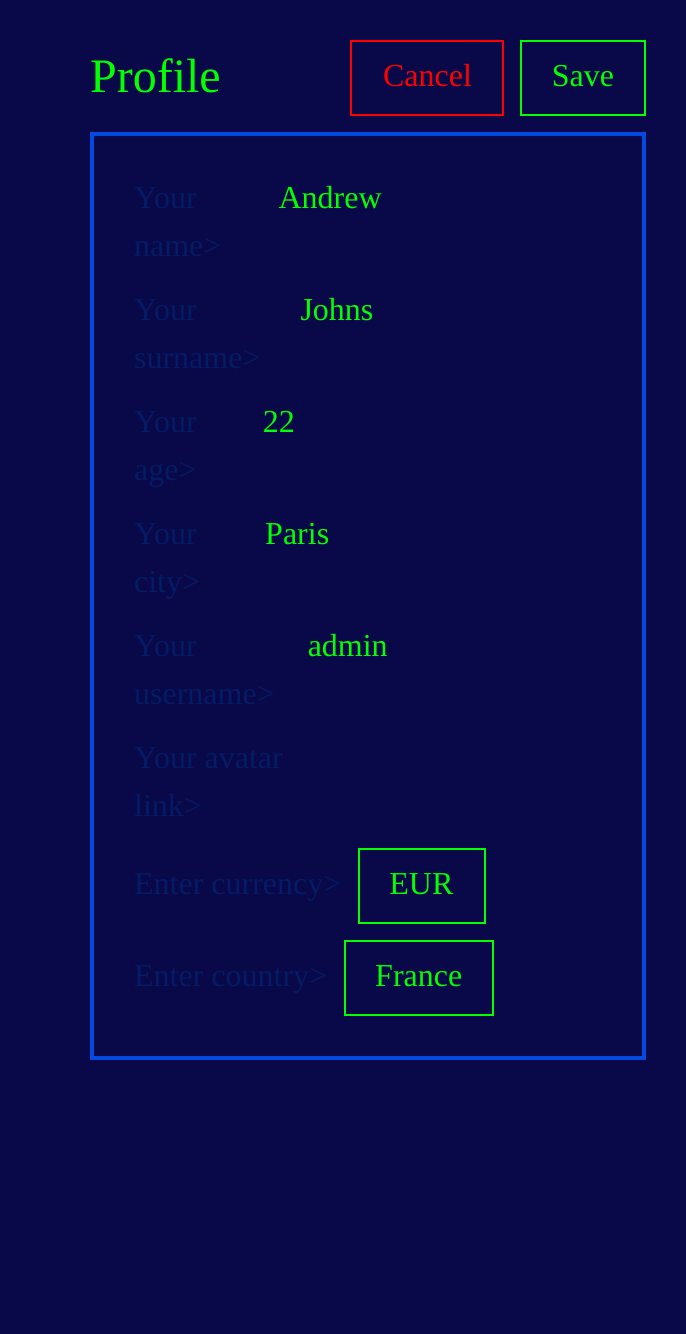 Profile
Cancel
Save
Your
name>
Andrew
Your
surname>
Johns
Your
age>
22
Your
city>
Paris
Your
username>
admin
Your avatar
link>
Enter currency>
EUR
Enter country>
France